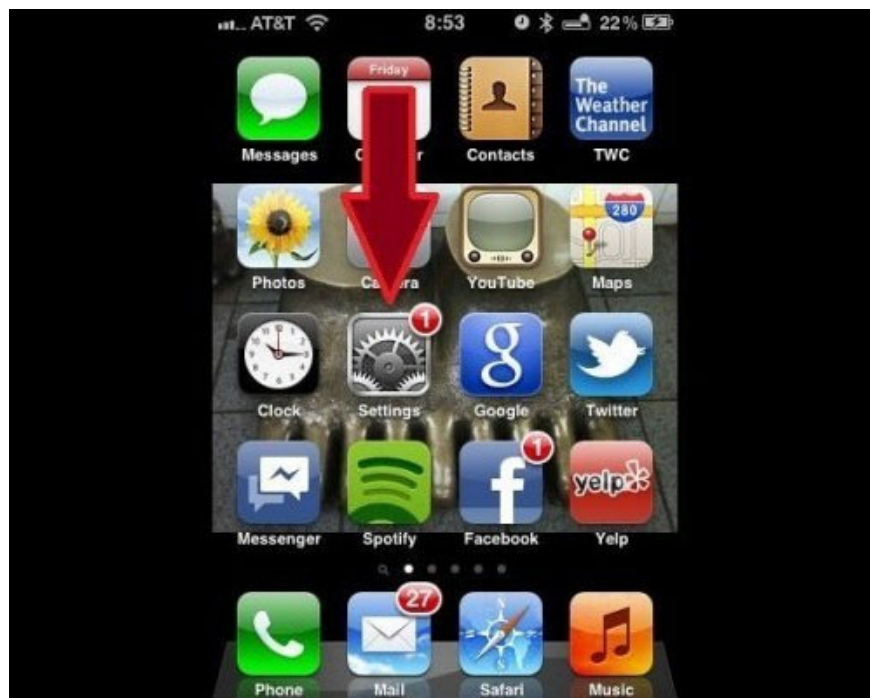 AT&T 8:53 22%
Friday
The
Weather
Channel
Messages Contacts TWC
280
Photos YouTube Maps
1
g
Clock Settings Google Twitter
1
f yelp
Messenger Spotify Facebook Yelp
27
Phone Mail Safari Music